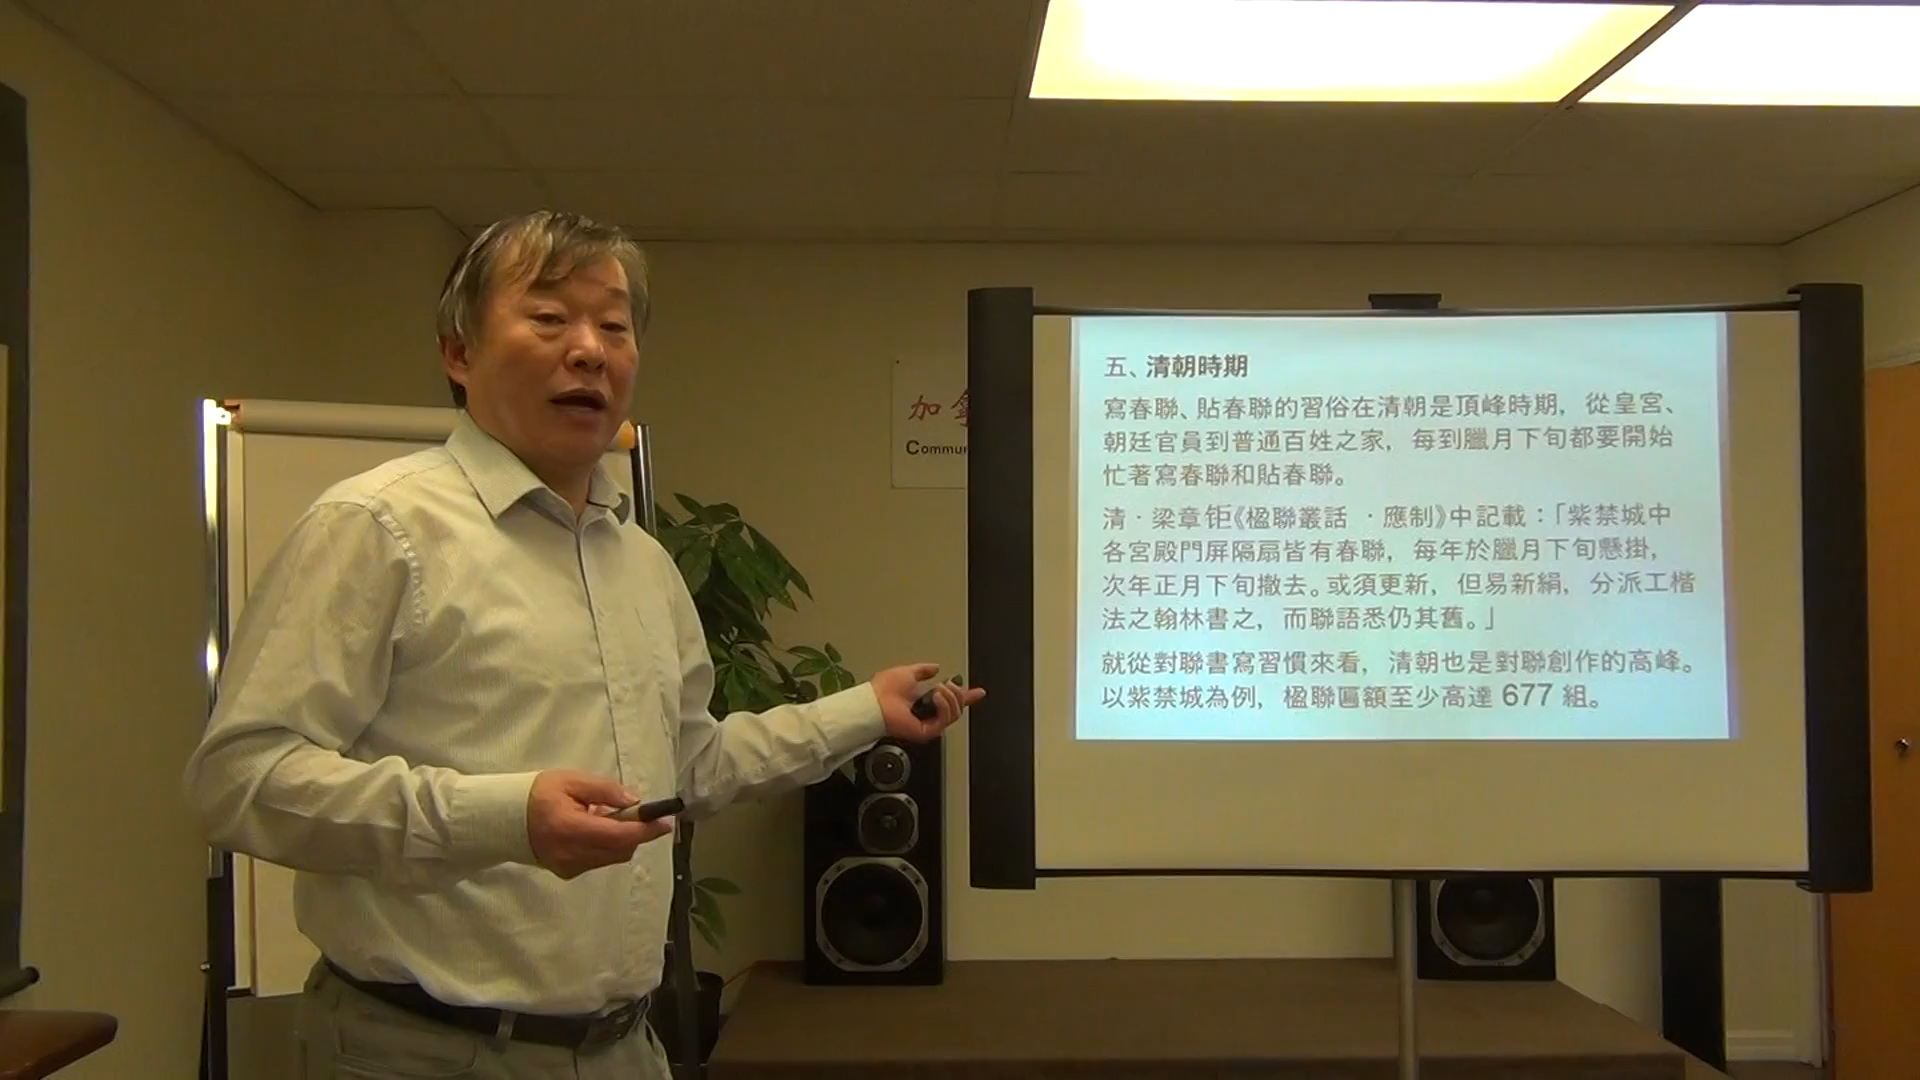 加拿
Commun
五、清朝時期
寫春聯、貼春聯的習俗在清朝是頂峰時期，從皇宮、
朝廷官員到普通百姓之家，每到臘月下旬都要開始
忙著寫春聯和貼春聯。
清·梁章钜《楹聯叢話 ·應制》中記載：「紫禁城中
各宮殿門屏隔扇皆有春聯，每年於臘月下旬懸掛，
次年正月下旬撤去。或須更新，但易新絹，分派工楷
法之翰林書之，而聯語悉仍其舊。」
就從對聯書寫習慣來看，清朝也是對聯創作的高峰。
以紫禁城為例，楹聯匾額至少高達 677 組。